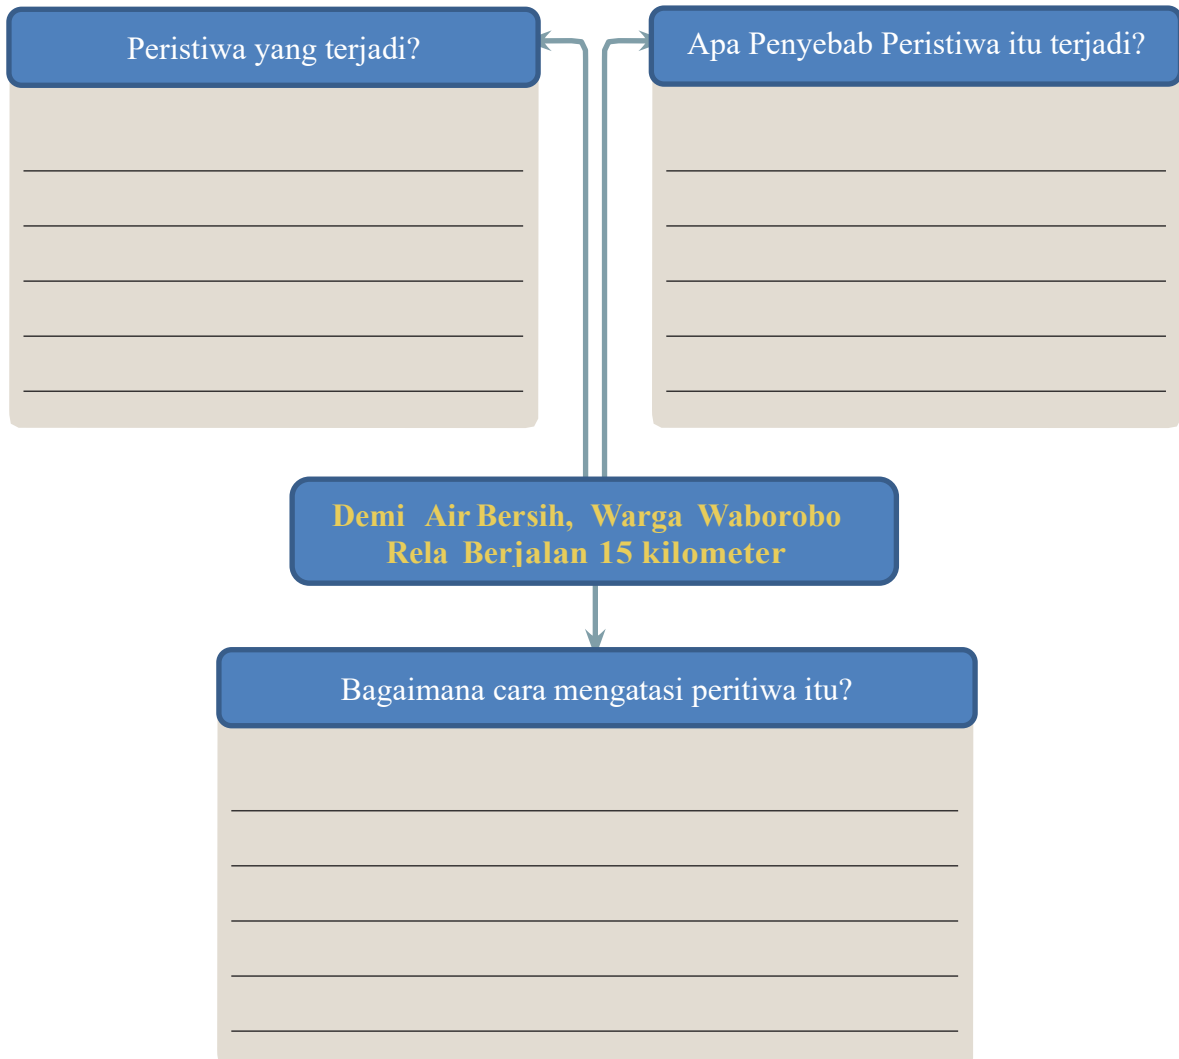 Peristiwa yang terjadi?
Apa Penyebab Peristiwa itu terjadi?
Demi Air Bersih, Warga Waborobo
Rela Berjalan 15 kilometer
Bagaimana cara mengatasi peritiwa itu?